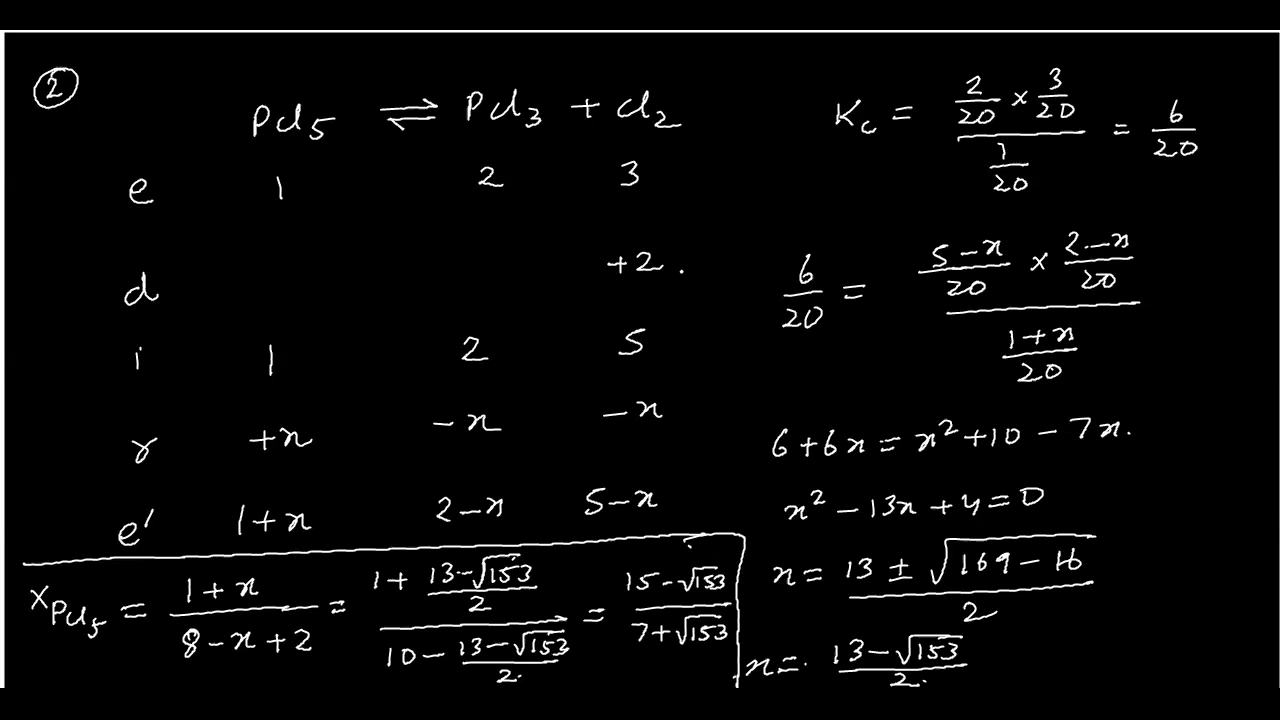 ②
PCl₅ ⇌ PCl₃ + Cl₂
e 1 2 3
d +2.
i 1 2 5
r +x -x -x
e' 1+x 2-x 5-x
X_PCl₅ = (1+x)/(8-x+2) = (1 + (13-√153)/2)/(10 - (13-√153)/2) = (15-√153)/(7+√153)
K_c = (2/20 × 3/20)/(1/20) = 6/20
6/20 = ((5-x)/20 × (2-x)/20)/((1+x)/20)
6+6x = x²+10-7x.
x²-13x+4=0
x = (13 ± √(169-16))/2
x = (13-√153)/2